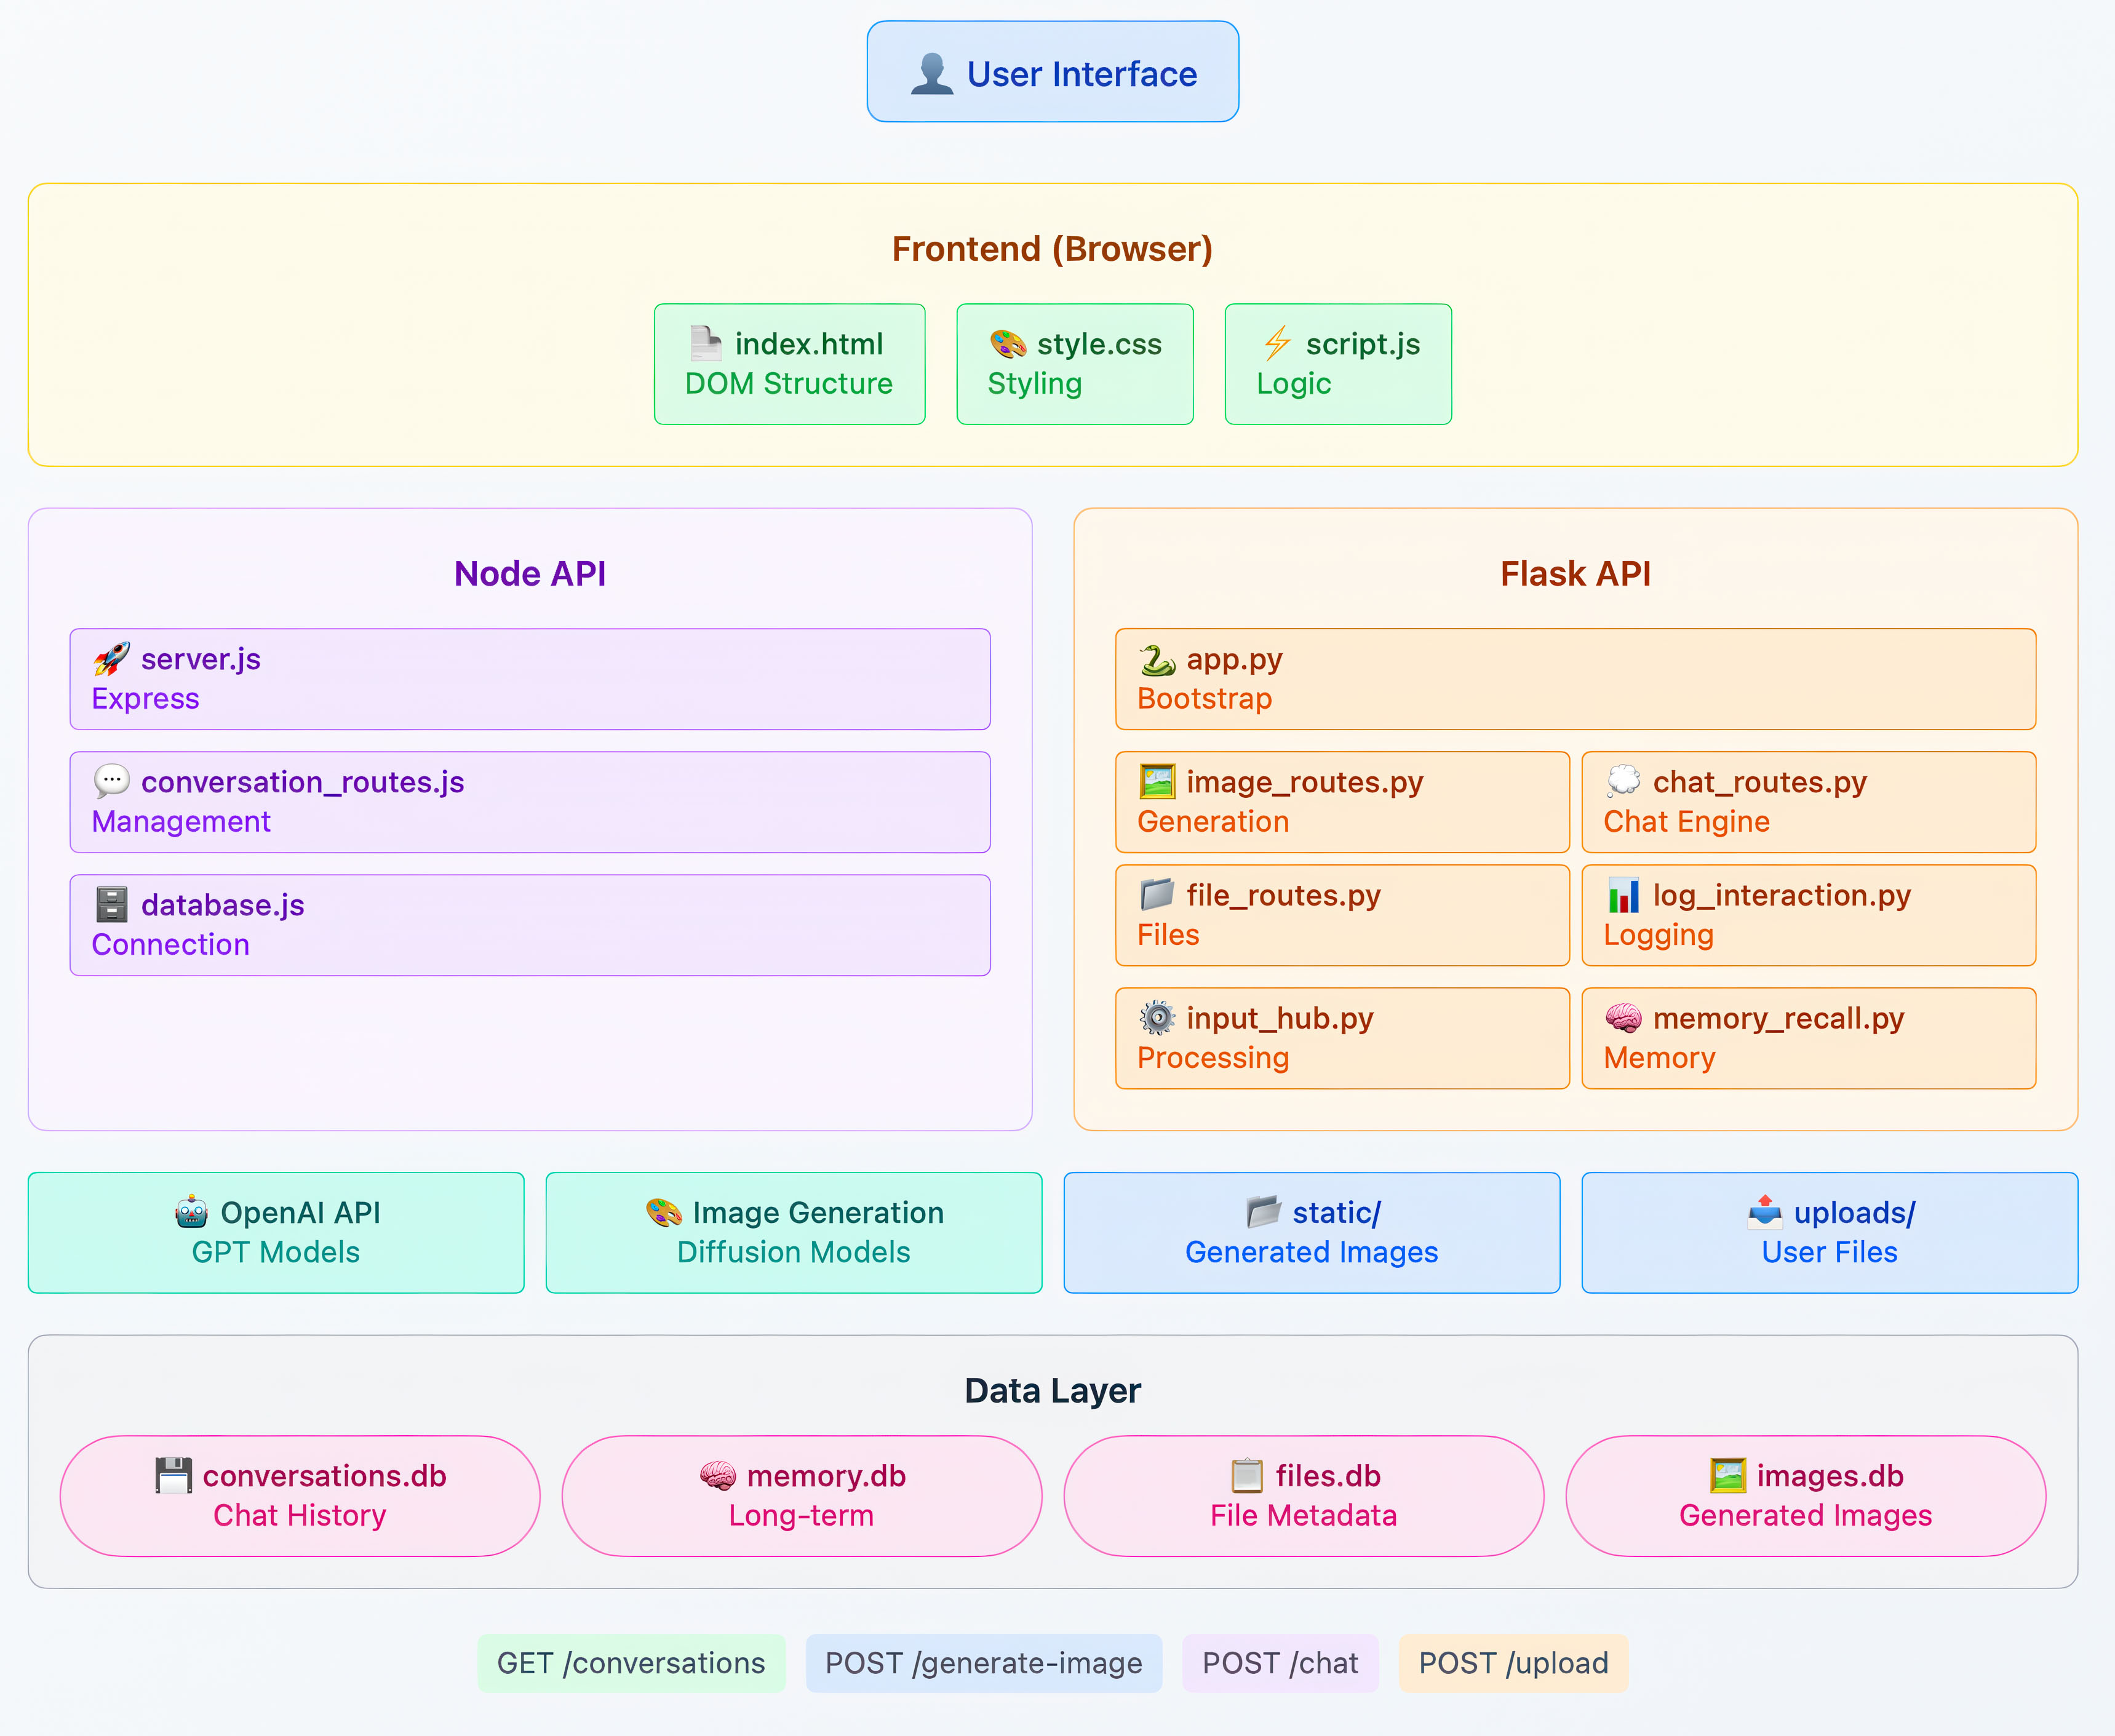 User Interface
Frontend (Browser)
index.html
DOM Structure
style.css
Styling
script.js
Logic
Node API
server.js
Express
conversation_routes.js
Management
database.js
Connection
Flask API
app.py
Bootstrap
image_routes.py
Generation
chat_routes.py
Chat Engine
file_routes.py
Files
log_interaction.py
Logging
input_hub.py
Processing
memory_recall.py
Memory
OpenAI API
GPT Models
Image Generation
Diffusion Models
static/
Generated Images
uploads/
User Files
Data Layer
conversations.db
Chat History
memory.db
Long-term
files.db
File Metadata
images.db
Generated Images
GET /conversations
POST /generate-image
POST /chat
POST /upload